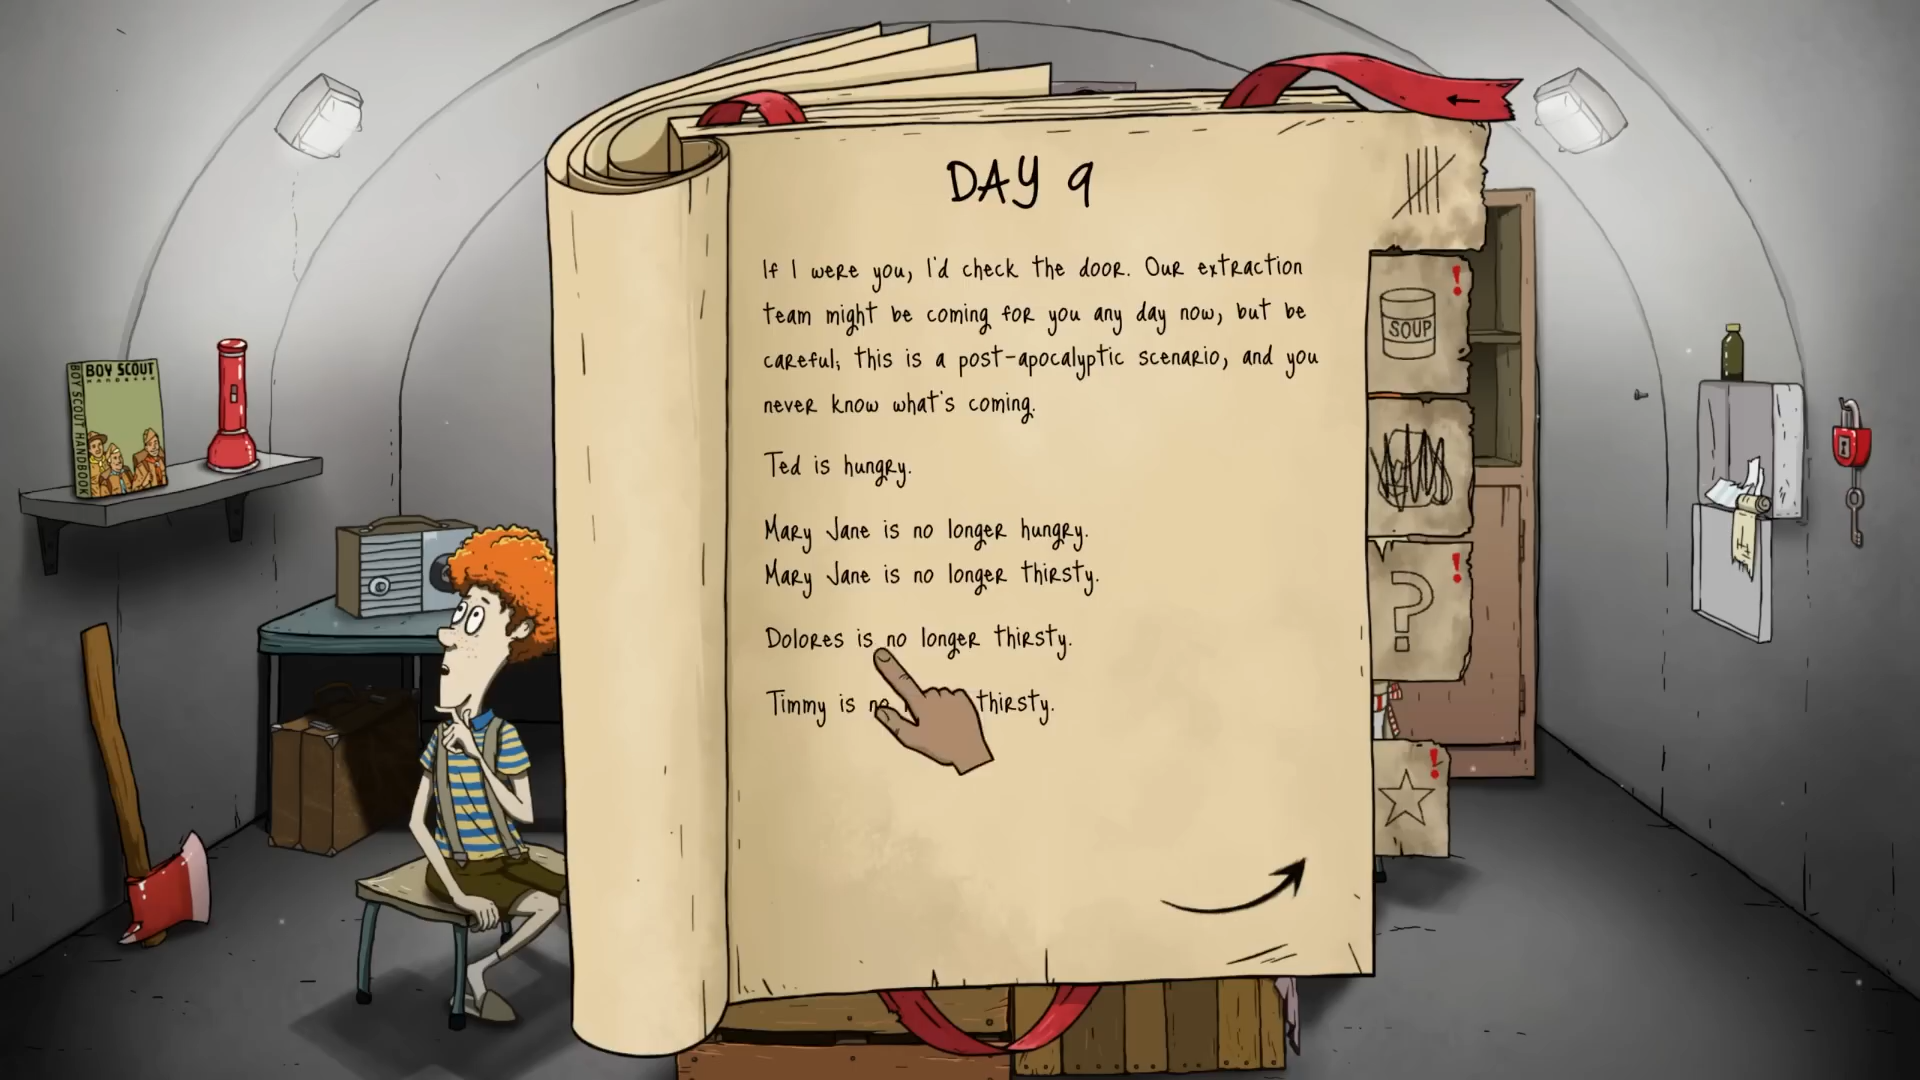 DAY 9
If I were you, I'd check the door. Our extraction
team might be coming for you any day now, but be
careful; this is a post-apocalyptic scenario, and you
never know what's coming.
Ted is hungry.
Mary Jane is no longer hungry.
Mary Jane is no longer thirsty.
Dolores is no longer thirsty.
Timmy is no thirsty.
!
SOUP
!
?
!
BOY SCOUT
HANDBOOK
BOY SCOUT HANDBOOK